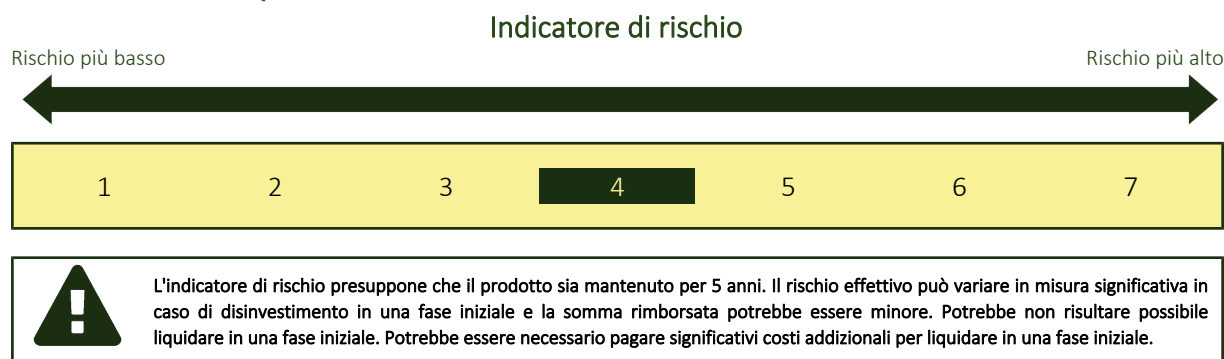 Indicatore di rischio
Rischio più basso
Rischio più alto
1 2 3 4 5 6 7
L'indicatore di rischio presuppone che il prodotto sia mantenuto per 5 anni. Il rischio effettivo può variare in misura significativa in
caso di disinvestimento in una fase iniziale e la somma rimborsata potrebbe essere minore. Potrebbe non risultare possibile
liquidare in una fase iniziale. Potrebbe essere necessario pagare significativi costi addizionali per liquidare in una fase iniziale.